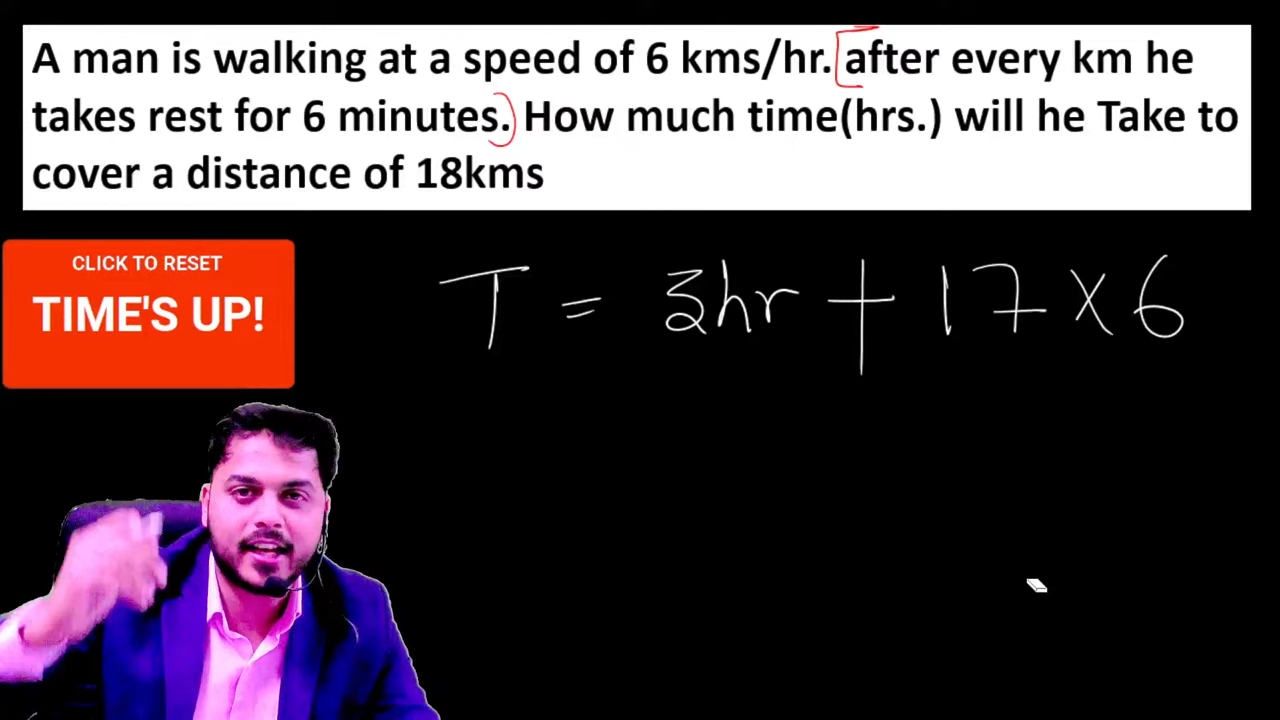 A man is walking at a speed of 6 kms/hr. after every km he
takes rest for 6 minutes. How much time(hrs.) will he Take to
cover a distance of 18kms
CLICK TO RESET
TIME'S UP!
T = 3hr + 17 × 6